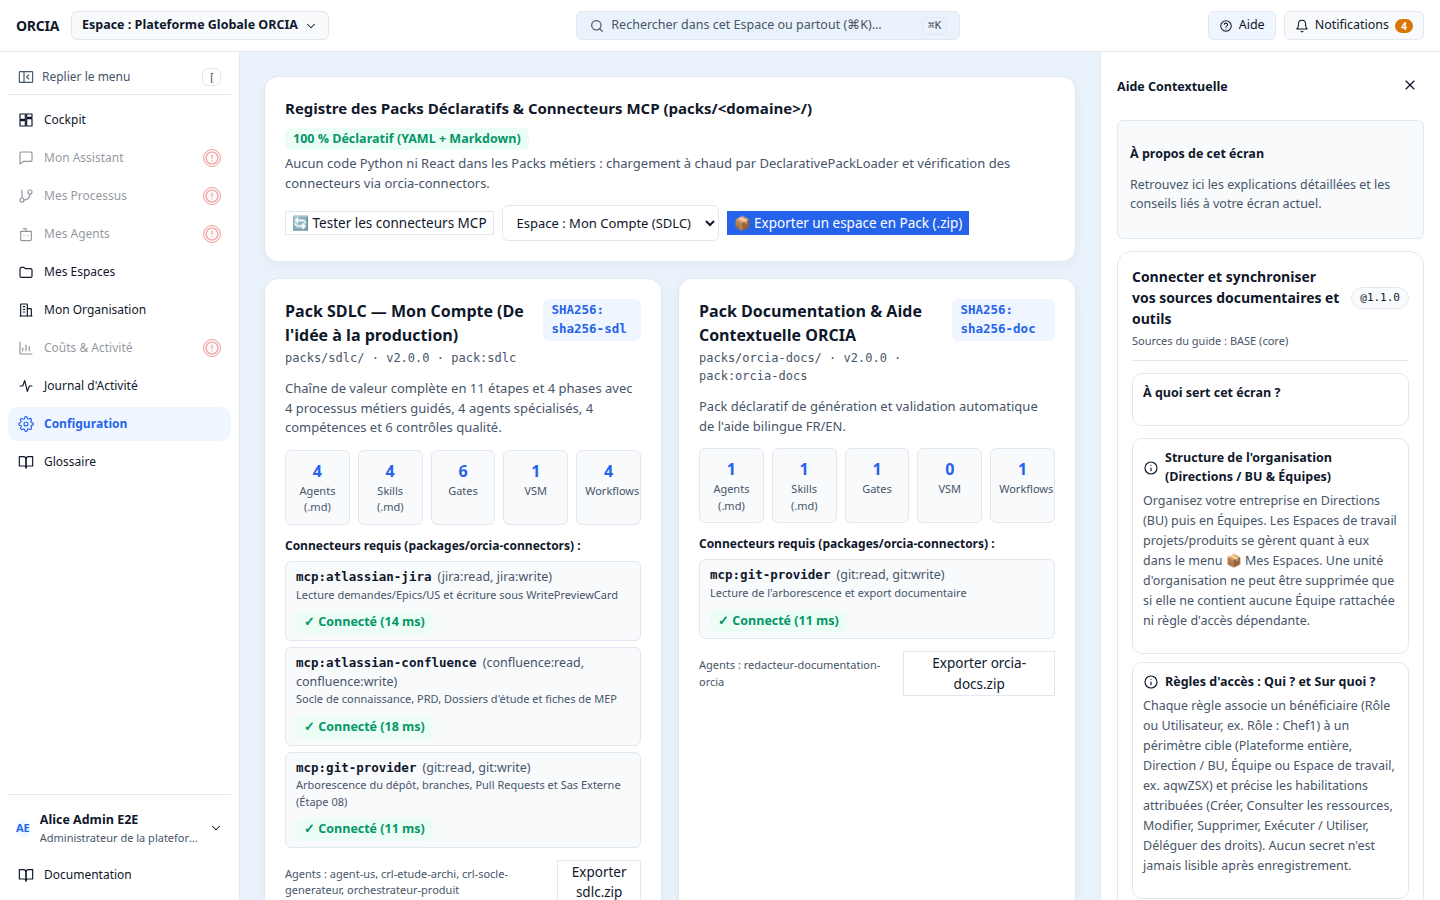 ORCIA
Espace : Plateforme Globale ORCIA
Rechercher dans cet Espace ou partout (⌘K)...
⌘K
Aide
Notifications 4
Replier le menu
[
Cockpit
Mon Assistant
Mes Processus
Mes Agents
Mes Espaces
Mon Organisation
Coûts & Activité
Journal d'Activité
Configuration
Glossaire
AE
Alice Admin E2E
Administrateur de la platefor...
Documentation
Registre des Packs Déclaratifs & Connecteurs MCP (packs/<domaine>/)
100 % Déclaratif (YAML + Markdown)
Aucun code Python ni React dans les Packs métiers : chargement à chaud par DeclarativePackLoader et vérification des
connecteurs via orcia-connectors.
🔄 Tester les connecteurs MCP
Espace : Mon Compte (SDLC)
📦 Exporter un espace en Pack (.zip)
Pack SDLC — Mon Compte (De
l'idée à la production)
SHA256:
sha256-sdl
packs/sdlc/ · v2.0.0 · pack:sdlc
Chaîne de valeur complète en 11 étapes et 4 phases avec
4 processus métiers guidés, 4 agents spécialisés, 4
compétences et 6 contrôles qualité.
4
Agents
(.md)
4
Skills
(.md)
6
Gates
1
VSM
4
Workflows
Connecteurs requis (packages/orcia-connectors) :
mcp:atlassian-jira (jira:read, jira:write)
Lecture demandes/Epics/US et écriture sous WritePreviewCard
✓ Connecté (14 ms)
mcp:atlassian-confluence (confluence:read,
confluence:write)
Socle de connaissance, PRD, Dossiers d'étude et fiches de MEP
✓ Connecté (18 ms)
mcp:git-provider (git:read, git:write)
Arborescence du dépôt, branches, Pull Requests et Sas Externe
(Étape 08)
✓ Connecté (11 ms)
Agents : agent-us, crl-etude-archi, crl-socle-
generateur, orchestrateur-produit
Exporter
sdlc.zip
Pack Documentation & Aide
Contextuelle ORCIA
SHA256:
sha256-doc
packs/orcia-docs/ · v2.0.0 ·
pack:orcia-docs
Pack déclaratif de génération et validation automatique
de l'aide bilingue FR/EN.
1
Agents
(.md)
1
Skills
(.md)
1
Gates
0
VSM
1
Workflows
Connecteurs requis (packages/orcia-connectors) :
mcp:git-provider (git:read, git:write)
Lecture de l'arborescence et export documentaire
✓ Connecté (11 ms)
Agents : redacteur-documentation-
orcia
Exporter orcia-
docs.zip
Aide Contextuelle
À propos de cet écran
Retrouvez ici les explications détaillées et les
conseils liés à votre écran actuel.
Connecter et synchroniser
vos sources documentaires et
outils
@1.1.0
Sources du guide : BASE (core)
À quoi sert cet écran ?
Structure de l'organisation
(Directions / BU & Équipes)
Organisez votre entreprise en Directions
(BU) puis en Équipes. Les Espaces de travail
projets/produits se gèrent quant à eux
dans le menu 📦 Mes Espaces. Une unité
d'organisation ne peut être supprimée que
si elle ne contient aucune Équipe rattachée
ni règle d'accès dépendante.
Règles d'accès : Qui ? et Sur quoi ?
Chaque règle associe un bénéficiaire (Rôle
ou Utilisateur, ex. Rôle : Chef1) à un
périmètre cible (Plateforme entière,
Direction / BU, Équipe ou Espace de travail,
ex. aqwZSX) et précise les habilitations
attribuées (Créer, Consulter les ressources,
Modifier, Supprimer, Exécuter / Utiliser,
Déléguer des droits). Aucun secret n'est
jamais lisible après enregistrement.